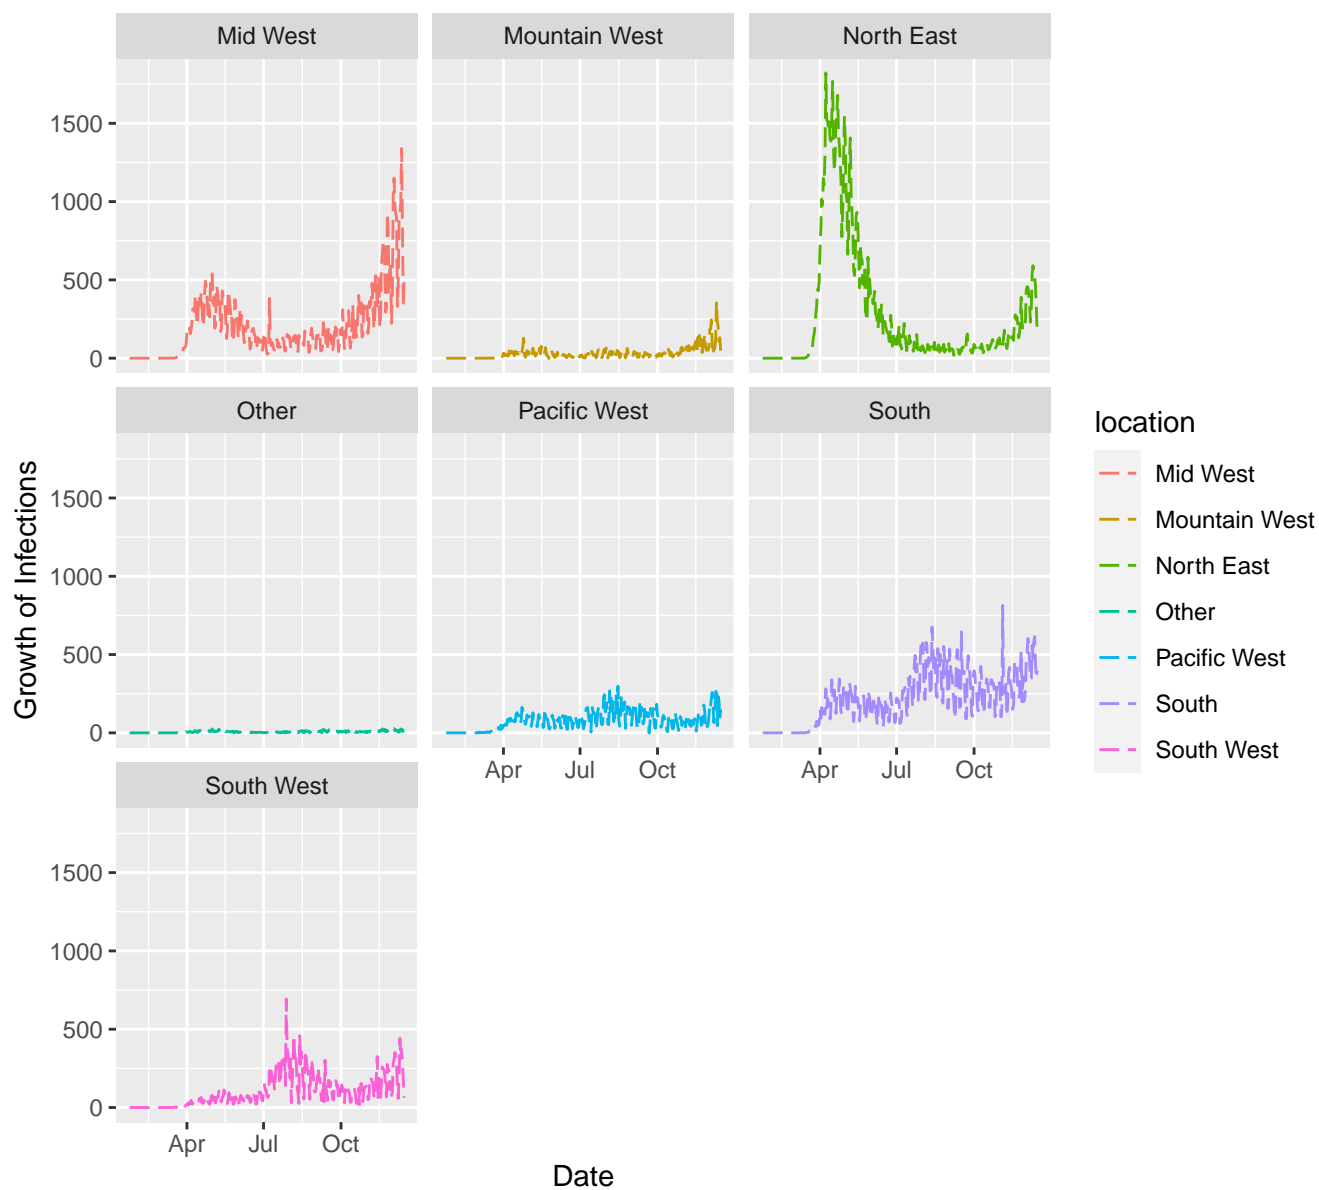 Mid West
Mountain West
North East
1500
1000
500
0
Other
Pacific West
South
1500
1000
500
0
Apr
Jul
Oct
Apr
Jul
Oct
South West
1500
1000
500
0
Apr
Jul
Oct
Growth of Infections
Date
location
Mid West
Mountain West
North East
Other
Pacific West
South
South West